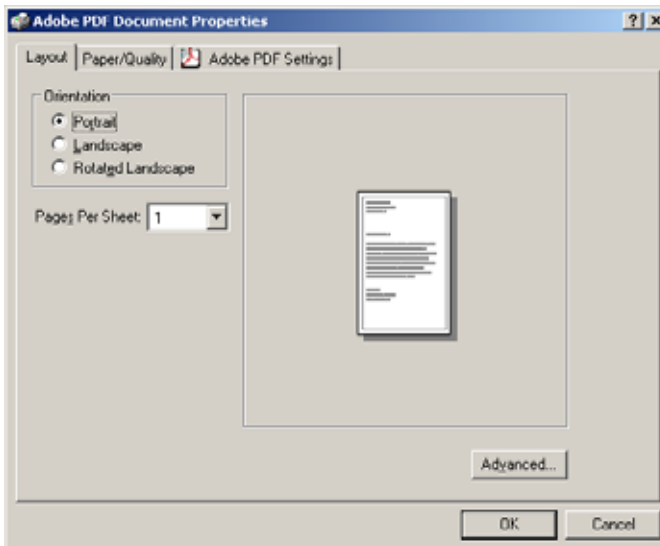 Adobe PDF Document Properties
Layout
Paper/Quality
Adobe PDF Settings
Orientation
Portrait
Landscape
Rotated Landscape
Pages Per Sheet: 1
Advanced...
OK
Cancel